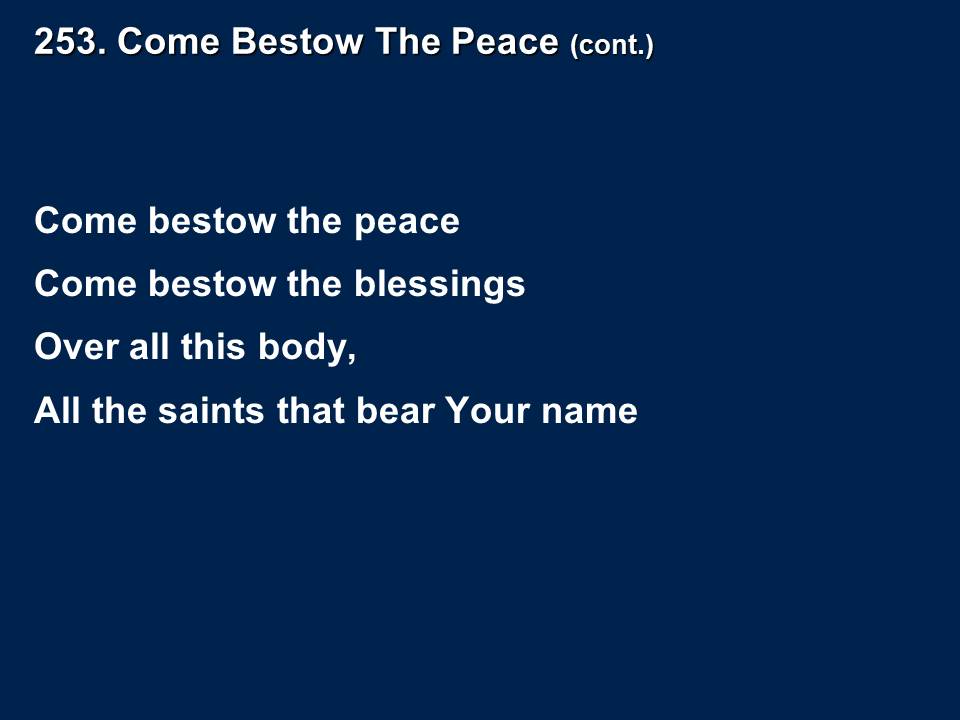 253. Come Bestow The Peace (cont.)
Come bestow the peace
Come bestow the blessings
Over all this body,
All the saints that bear Your name